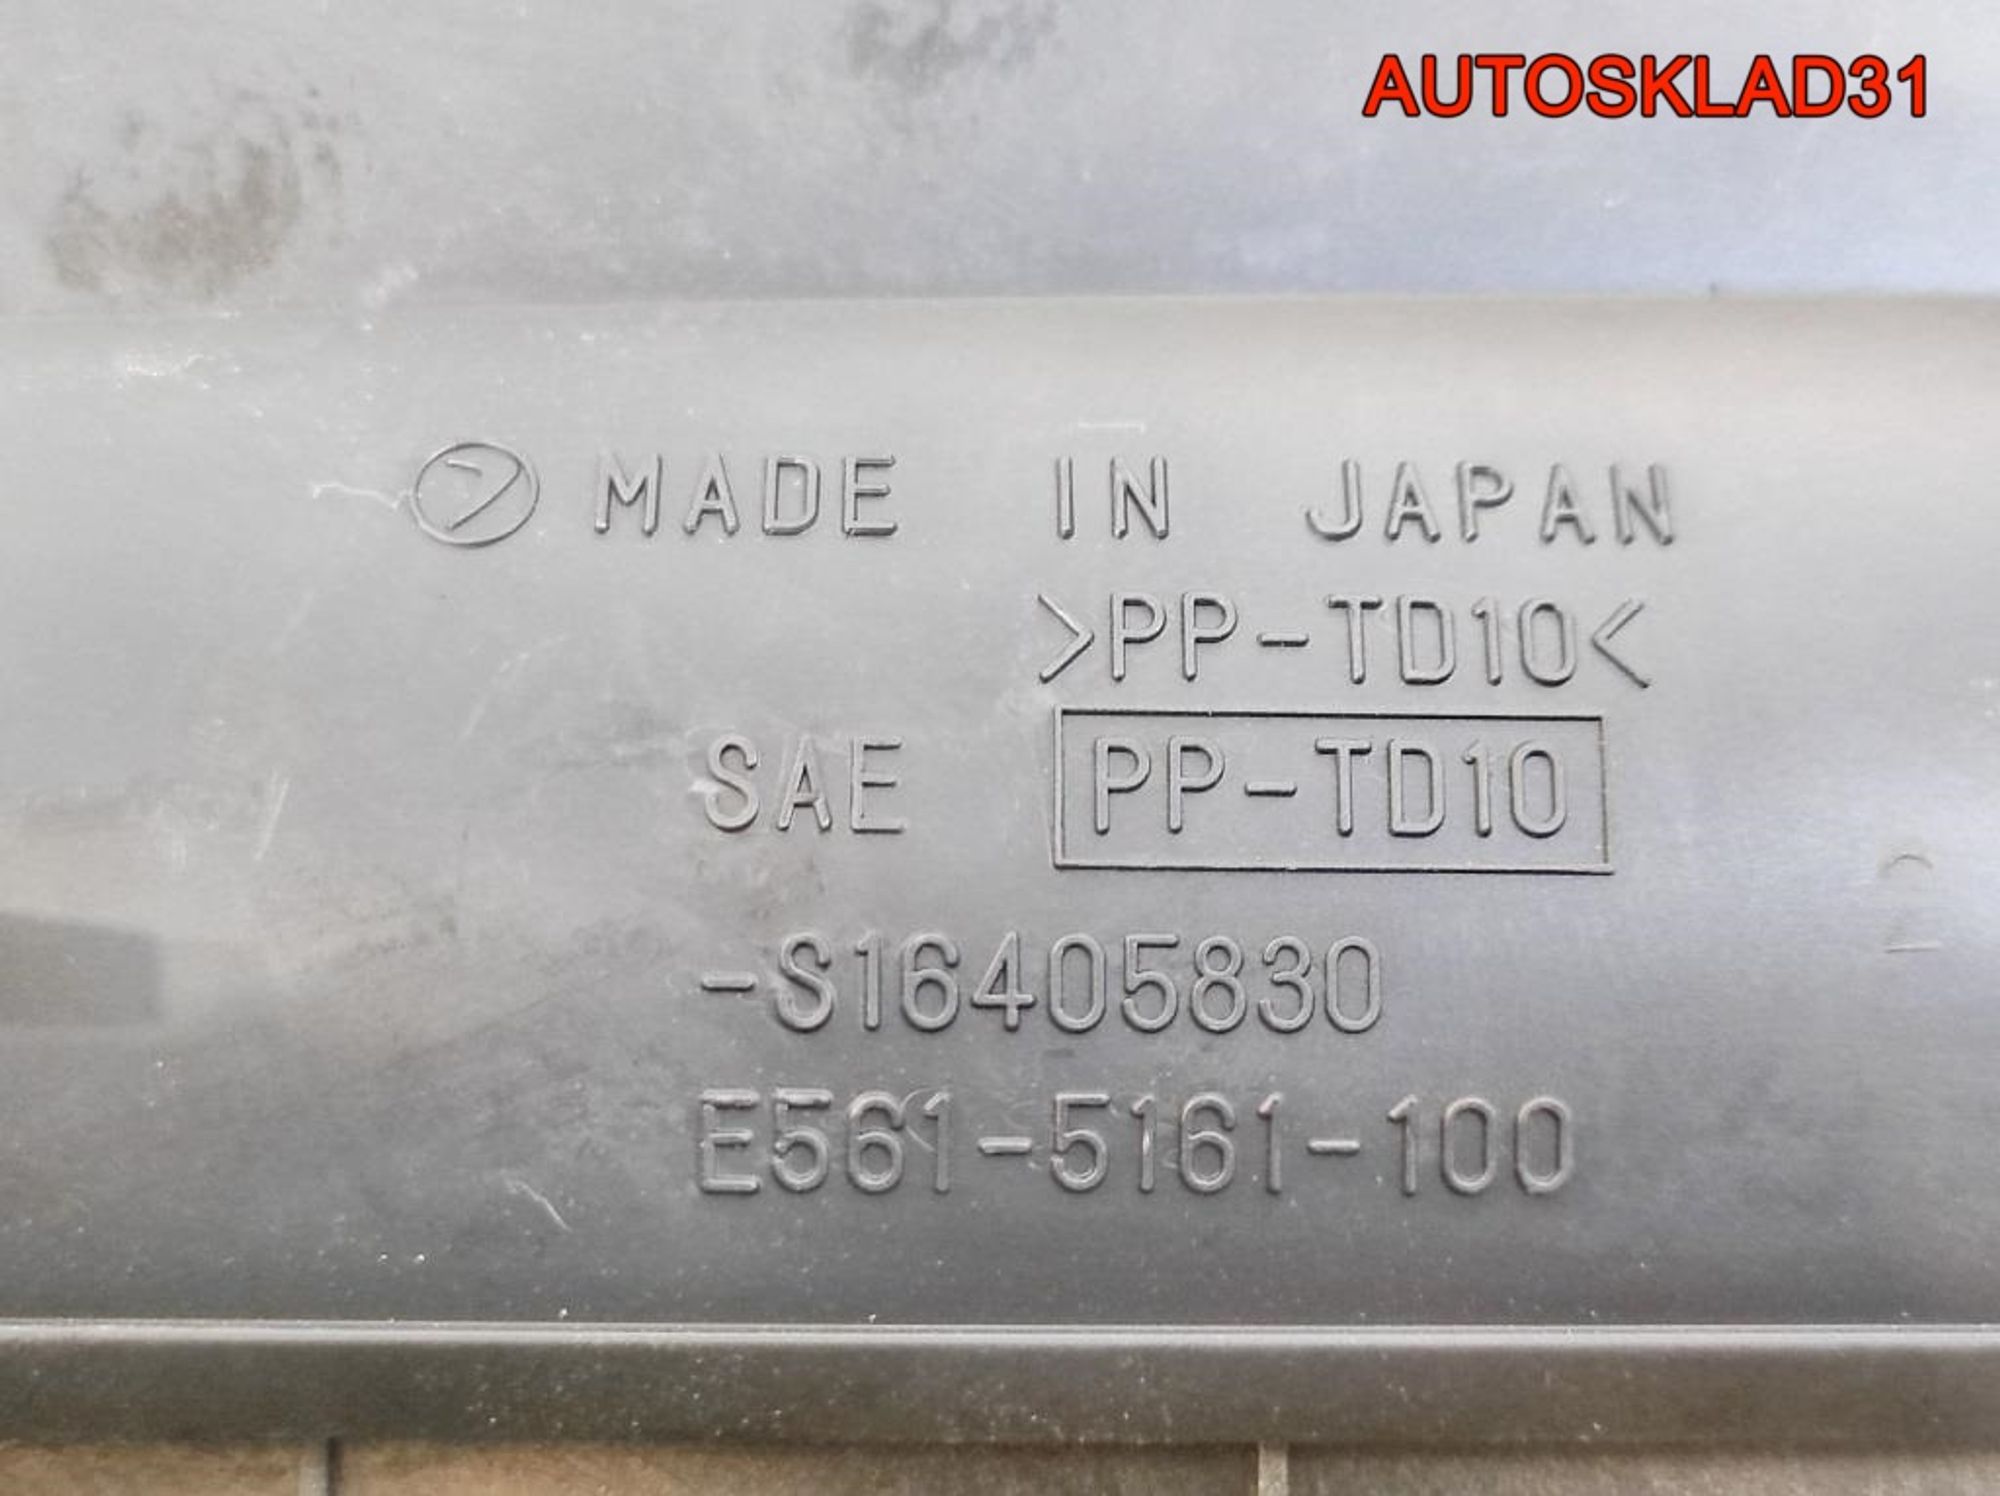 AUTOSKLAD31
MADE IN JAPAN
>PP-TD10<
SAE PP-TD10
-S16405830
E561-5161-100